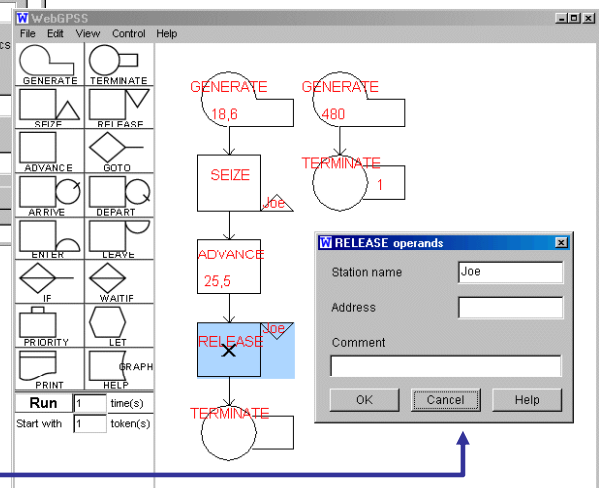 WebGPSS
File Edit View Control Help
cs
GENERATE TERMINATE
SEIZE RELEASE
ADVANCE GOTO
ARRIVE DEPART
ENTER LEAVE
IF WAITIF
PRIORITY LET
GRAPH
PRINT HELP
Run 1 time(s)
Start with 1 token(s)
GENERATE
18,6
SEIZE
Joe
ADVANCE
25,5
RELEASE
Joe
TERMINATE
GENERATE
480
TERMINATE
1
RELEASE operands
Station name Joe
Address
Comment
OK Cancel Help